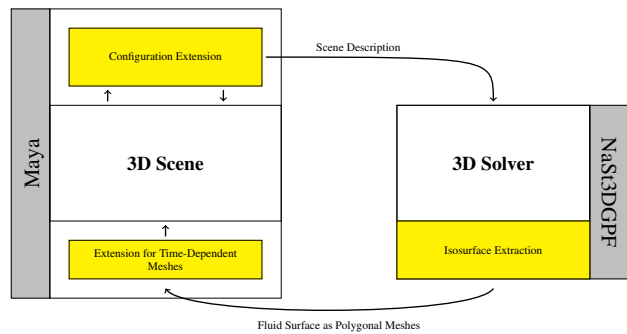 Configuration Extension
Scene Description
Maya
3D Scene
3D Solver
NaSt3DGPF
Extension for Time-Dependent
Meshes
Isosurface Extraction
Fluid Surface as Polygonal Meshes